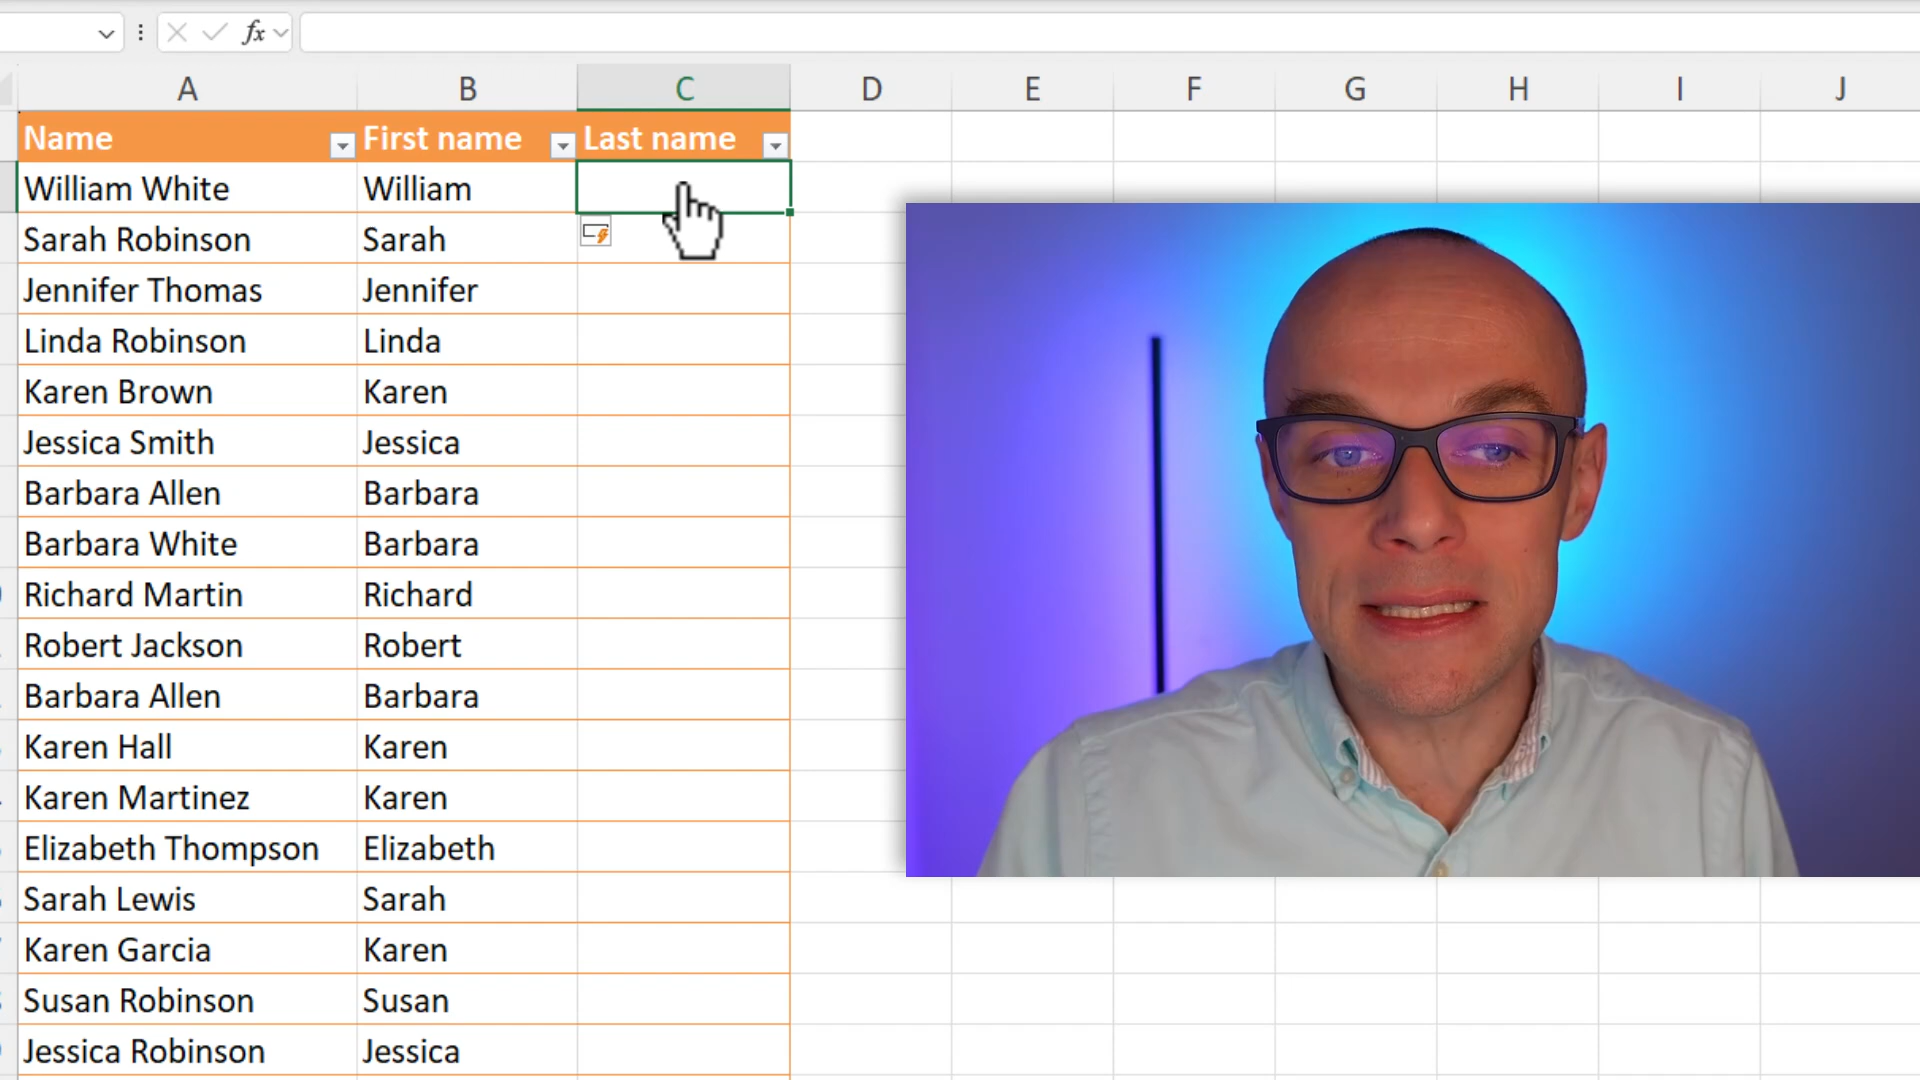 fx
A B C D E F G H I J
Name First name Last name
William White William
Sarah Robinson Sarah
Jennifer Thomas Jennifer
Linda Robinson Linda
Karen Brown Karen
Jessica Smith Jessica
Barbara Allen Barbara
Barbara White Barbara
Richard Martin Richard
Robert Jackson Robert
Barbara Allen Barbara
Karen Hall Karen
Karen Martinez Karen
Elizabeth Thompson Elizabeth
Sarah Lewis Sarah
Karen Garcia Karen
Susan Robinson Susan
Jessica Robinson Jessica